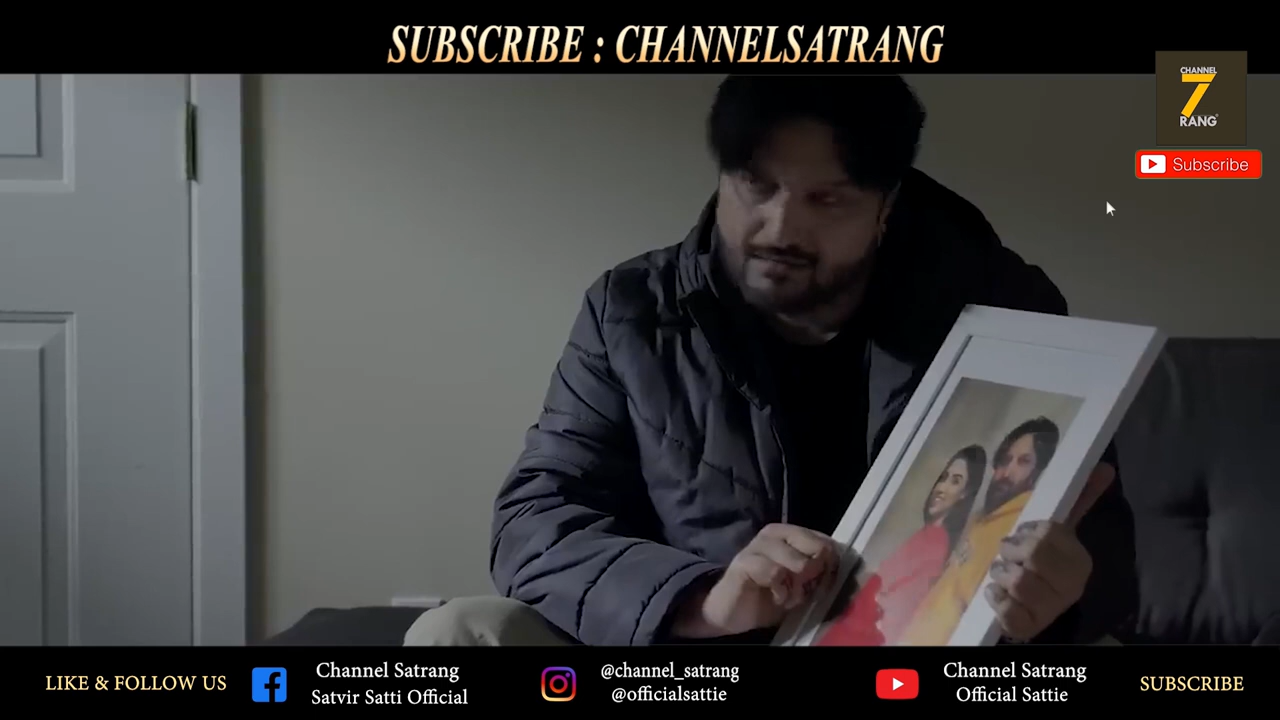 SUBSCRIBE : CHANNELSATRANG
CHANNEL
7
RANG
Subscribe
LIKE & FOLLOW US
Channel Satrang
Satvir Satti Official
@channel_satrang
@officialsattie
Channel Satrang
Official Sattie
SUBSCRIBE